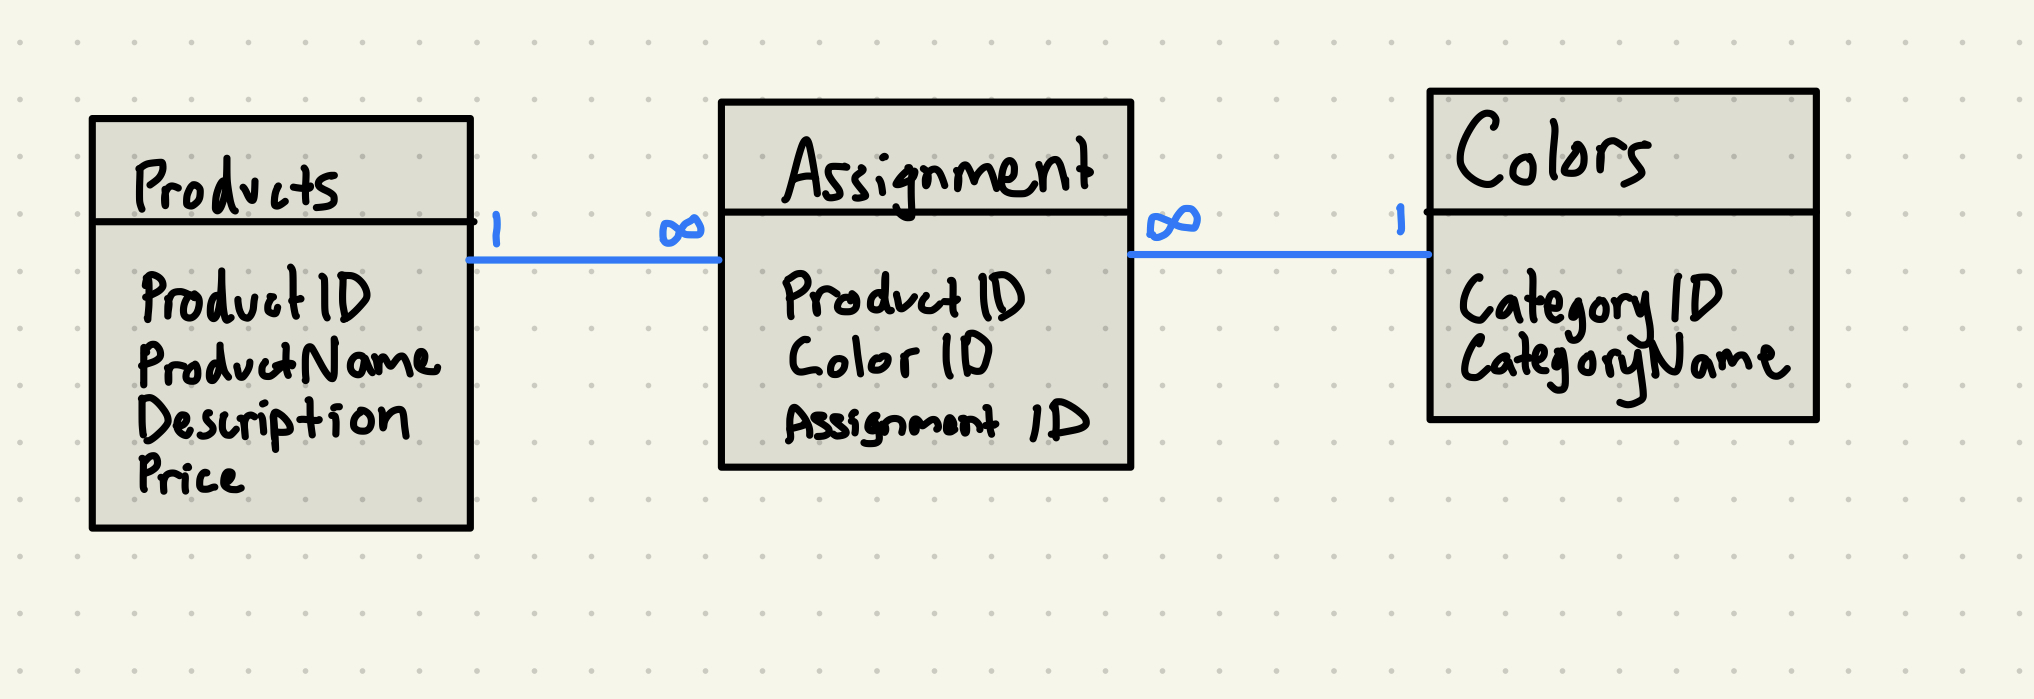 Products
ProductID
ProductName
Description
Price
1
∞
Assignment
Product ID
Color ID
Assignment ID
∞
1
Colors
Category ID
CategoryName